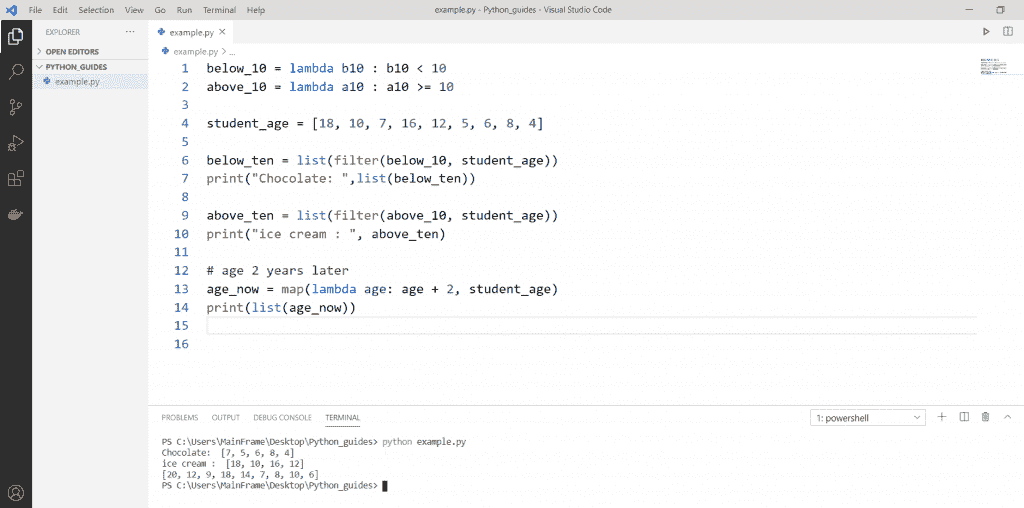 File Edit Selection View Go Run Terminal Help example.py - Python_guides - Visual Studio Code
EXPLORER
OPEN EDITORS
PYTHON_GUIDES
example.py
example.py
example.py > ...
1 below_10 = lambda b10 : b10 < 10
2 above_10 = lambda a10 : a10 >= 10
3
4 student_age = [18, 10, 7, 16, 12, 5, 6, 8, 4]
5
6 below_ten = list(filter(below_10, student_age))
7 print("Chocolate: ",list(below_ten))
8
9 above_ten = list(filter(above_10, student_age))
10 print("ice cream : ", above_ten)
11
12 # age 2 years later
13 age_now = map(lambda age: age + 2, student_age)
14 print(list(age_now))
15
16
PROBLEMS OUTPUT DEBUG CONSOLE TERMINAL 1: powershell
PS C:\Users\MainFrame\Desktop\Python_guides> python example.py
Chocolate:  [7, 5, 6, 8, 4]
ice cream :  [18, 10, 16, 12]
[20, 12, 9, 18, 14, 7, 8, 10, 6]
PS C:\Users\MainFrame\Desktop\Python_guides>